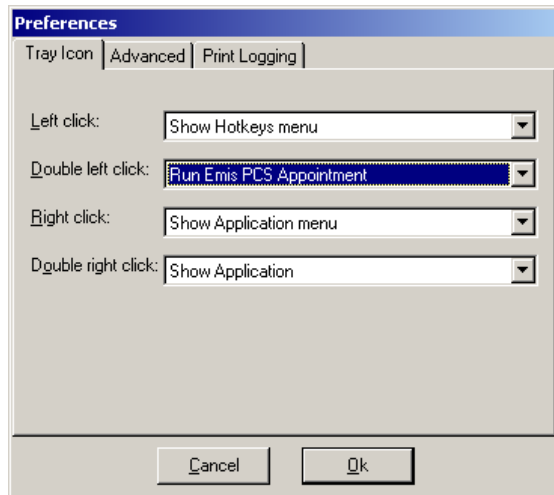 Preferences
Tray Icon Advanced Print Logging
Left click: Show Hotkeys menu
Double left click: Run Emis PCS Appointment
Right click: Show Application menu
Double right click: Show Application
Cancel Ok